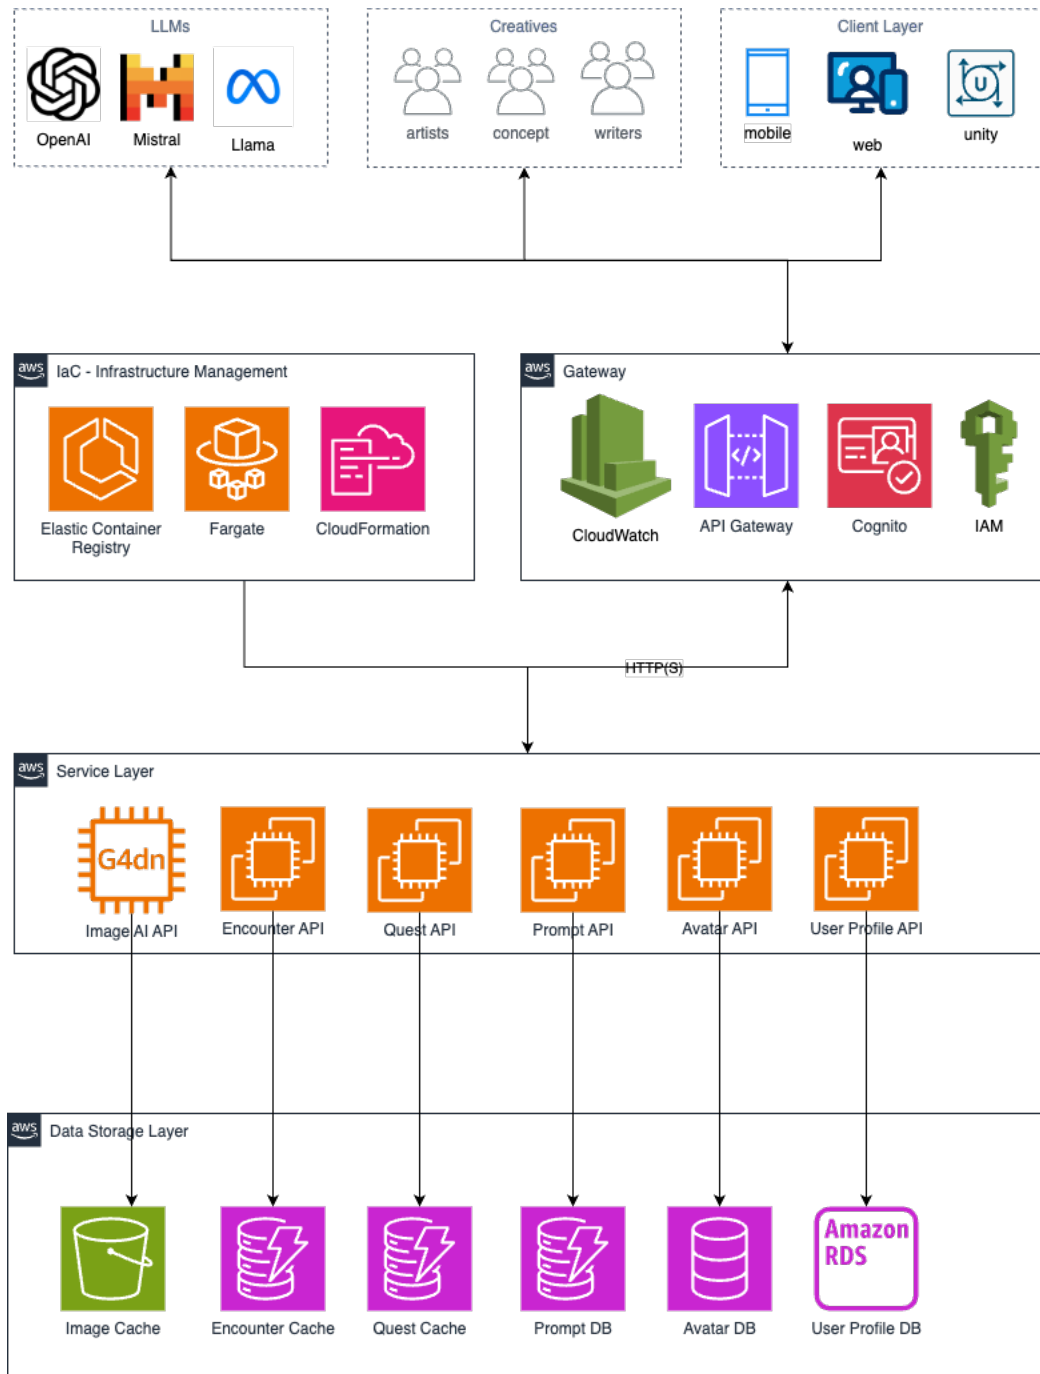 LLMs
Creatives
Client Layer
OpenAI
Mistral
Llama
artists
concept
writers
mobile
web
U
unity
aws
IaC - Infrastructure Management
aws
Gateway
Elastic Container
Registry
Fargate
CloudFormation
CloudWatch
</>
API Gateway
Cognito
IAM
HTTP(S)
aws
Service Layer
G4dn
Image AI API
Encounter API
Quest API
Prompt API
Avatar API
User Profile API
aws
Data Storage Layer
Amazon
RDS
Image Cache
Encounter Cache
Quest Cache
Prompt DB
Avatar DB
User Profile DB